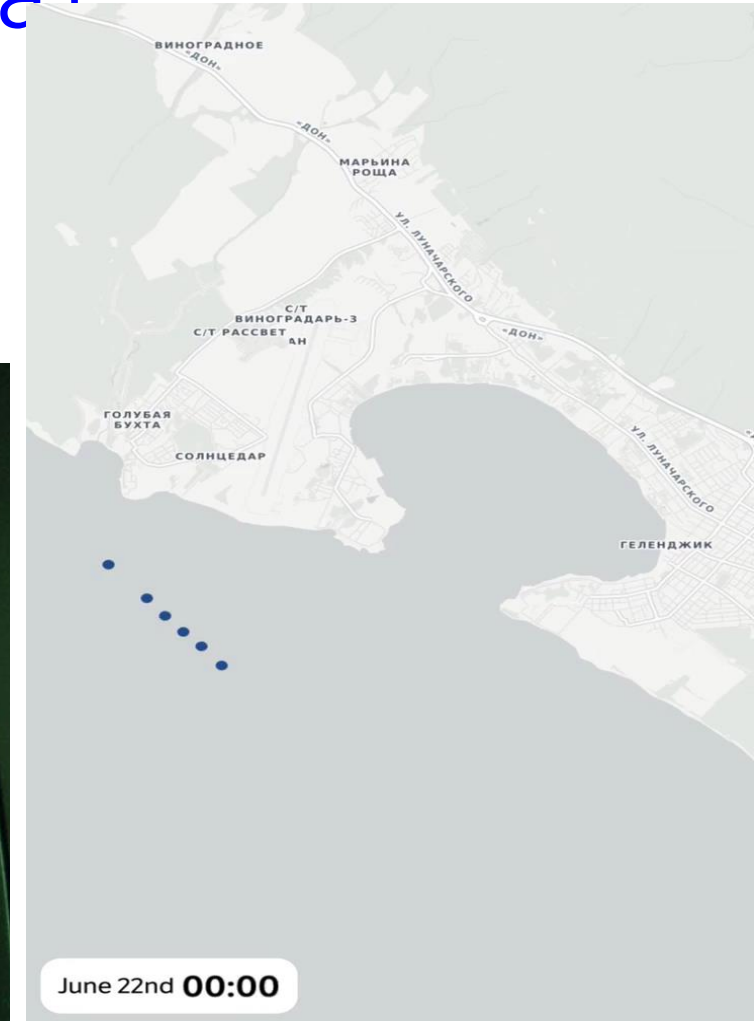 ВИНОГРАДНОЕ
«ДОН»
«ДОН»
МАРЬИНА
РОЩА
УЛ. ЛУНАЧАРСКОГО
С/Т
ВИНОГРАДАРЬ-3
С/Т РАССВЕТ
АН
«ДОН»
ГОЛУБАЯ
БУХТА
СОЛНЦЕДАР
УЛ. ЛУНАЧАРСКОГО
ГЕЛЕНДЖИК
June 22nd 00:00